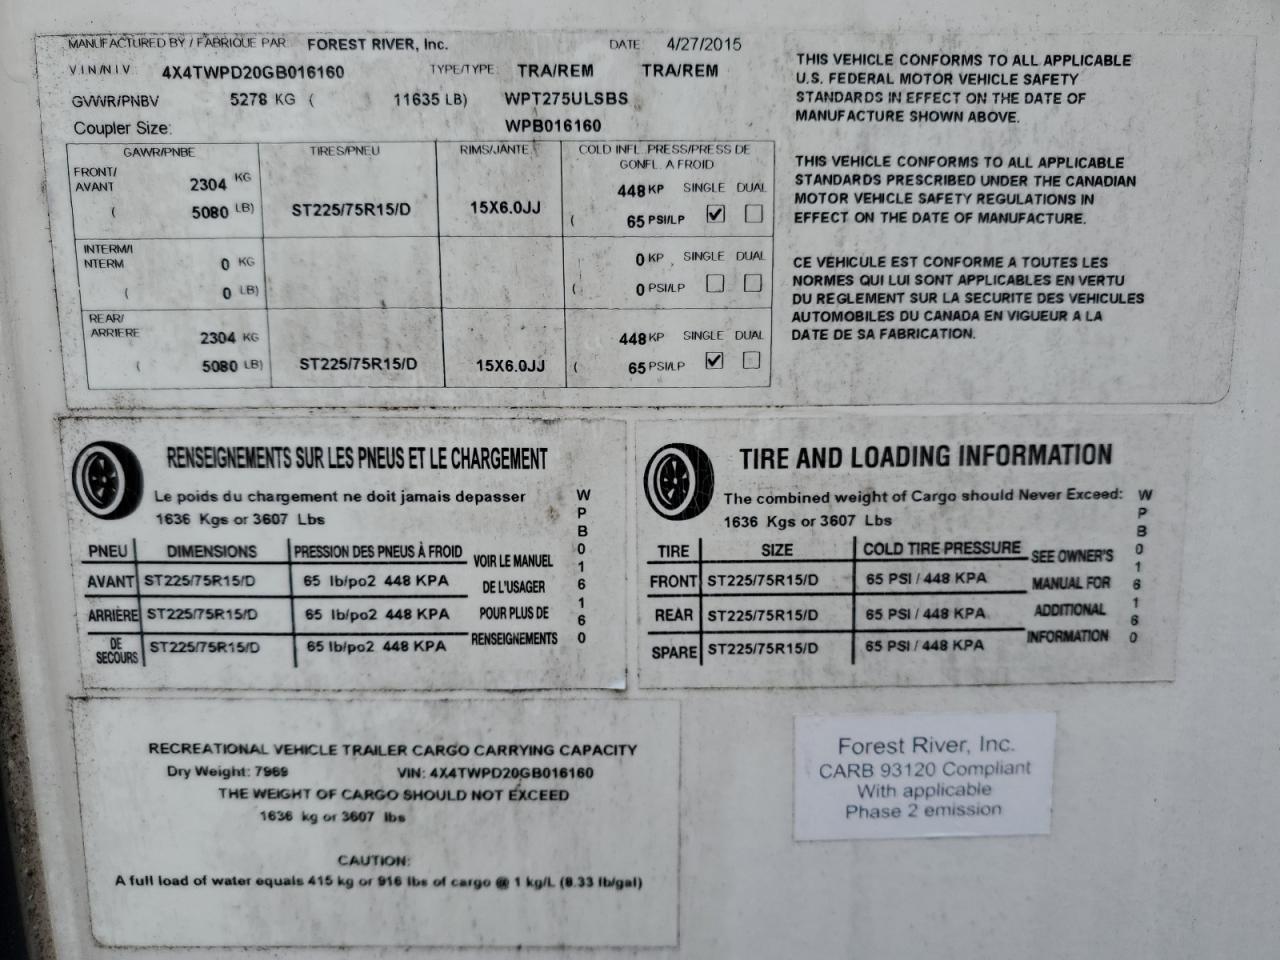 MANUFACTURED BY / FABRIQUE PAR: FOREST RIVER, Inc. DATE: 4/27/2015
V I N / N I V: 4X4TWPD20GB016160 TYPE/TYPE: TRA/REM TRA/REM
GVWR/PNBV 5278 KG ( 11635 LB) WPT275ULSBS
Coupler Size: WPB016160
GAWR/PNBE TIRES/PNEU RIMS/JANTE COLD INFL. PRESS/PRESS DE
GONFL. A FROID
FRONT/
AVANT 2304 KG 448 KP SINGLE DUAL
( 5080 LB) ST225/75R15/D 15X6.0JJ ( 65 PSI/LP
INTERM/I
NTERM 0 KG 0 KP SINGLE DUAL
( 0 LB) ( 0 PSI/LP
REAR/
ARRIERE 2304 KG 448 KP SINGLE DUAL
( 5080 LB) ST225/75R15/D 15X6.0JJ ( 65 PSI/LP
THIS VEHICLE CONFORMS TO ALL APPLICABLE
U.S. FEDERAL MOTOR VEHICLE SAFETY
STANDARDS IN EFFECT ON THE DATE OF
MANUFACTURE SHOWN ABOVE.
THIS VEHICLE CONFORMS TO ALL APPLICABLE
STANDARDS PRESCRIBED UNDER THE CANADIAN
MOTOR VEHICLE SAFETY REGULATIONS IN
EFFECT ON THE DATE OF MANUFACTURE.
CE VEHICULE EST CONFORME A TOUTES LES
NORMES QUI LUI SONT APPLICABLES EN VERTU
DU REGLEMENT SUR LA SECURITE DES VEHICULES
AUTOMOBILES DU CANADA EN VIGUEUR A LA
DATE DE SA FABRICATION.
RENSEIGNEMENTS SUR LES PNEUS ET LE CHARGEMENT
Le poids du chargement ne doit jamais depasser
1636 Kgs or 3607 Lbs
PNEU DIMENSIONS PRESSION DES PNEUS À FROID
AVANT ST225/75R15/D 65 lb/po2 448 KPA
ARRIÈRE ST225/75R15/D 65 lb/po2 448 KPA
DE
SECOURS ST225/75R15/D 65 lb/po2 448 KPA
VOIR LE MANUEL
DE L'USAGER
POUR PLUS DE
RENSEIGNEMENTS
WPB016160
TIRE AND LOADING INFORMATION
The combined weight of Cargo should Never Exceed:
1636 Kgs or 3607 Lbs
TIRE SIZE COLD TIRE PRESSURE
FRONT ST225/75R15/D 65 PSI / 448 KPA
REAR ST225/75R15/D 65 PSI / 448 KPA
SPARE ST225/75R15/D 65 PSI / 448 KPA
SEE OWNER'S
MANUAL FOR
ADDITIONAL
INFORMATION
WPB016160
RECREATIONAL VEHICLE TRAILER CARGO CARRYING CAPACITY
Dry Weight: 7969 VIN: 4X4TWPD20GB016160
THE WEIGHT OF CARGO SHOULD NOT EXCEED
1636 kg or 3607 lbs
CAUTION:
A full load of water equals 415 kg or 916 lbs of cargo @ 1 kg/L (8.33 lb/gal)
Forest River, Inc.
CARB 93120 Compliant
With applicable
Phase 2 emission